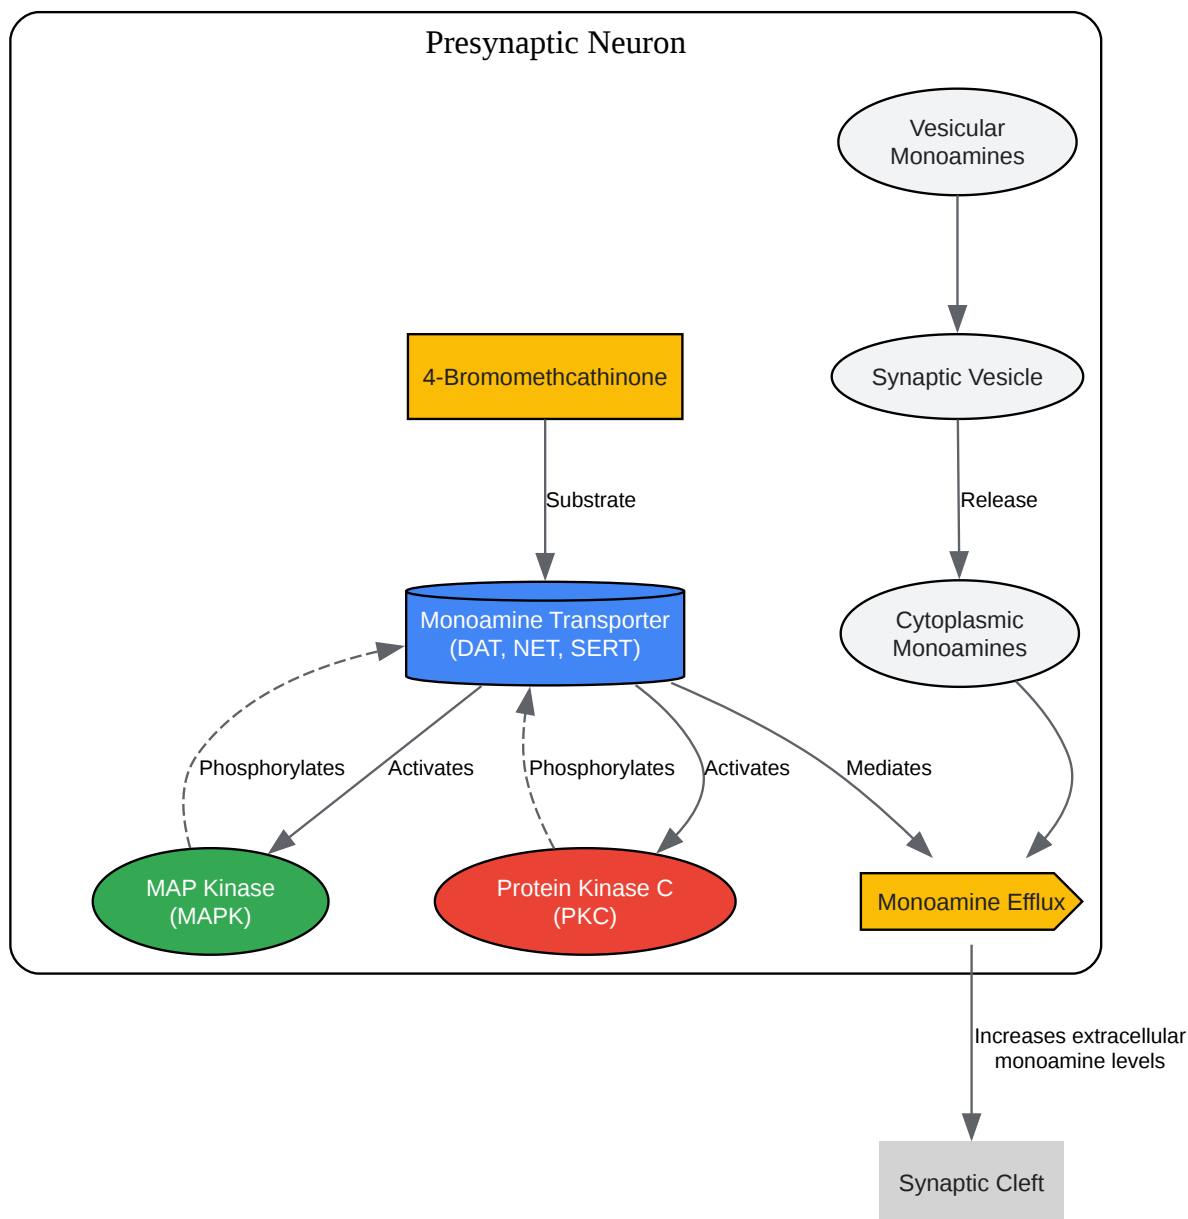 Presynaptic Neuron
Vesicular
Monoamines
4-Bromomethcathinone
Synaptic Vesicle
Substrate
Release
Monoamine Transporter
(DAT, NET, SERT)
Cytoplasmic
Monoamines
Phosphorylates
Activates
Phosphorylates
Activates
Mediates
MAP Kinase
(MAPK)
Protein Kinase C
(PKC)
Monoamine Efflux
Increases extracellular
monoamine levels
Synaptic Cleft